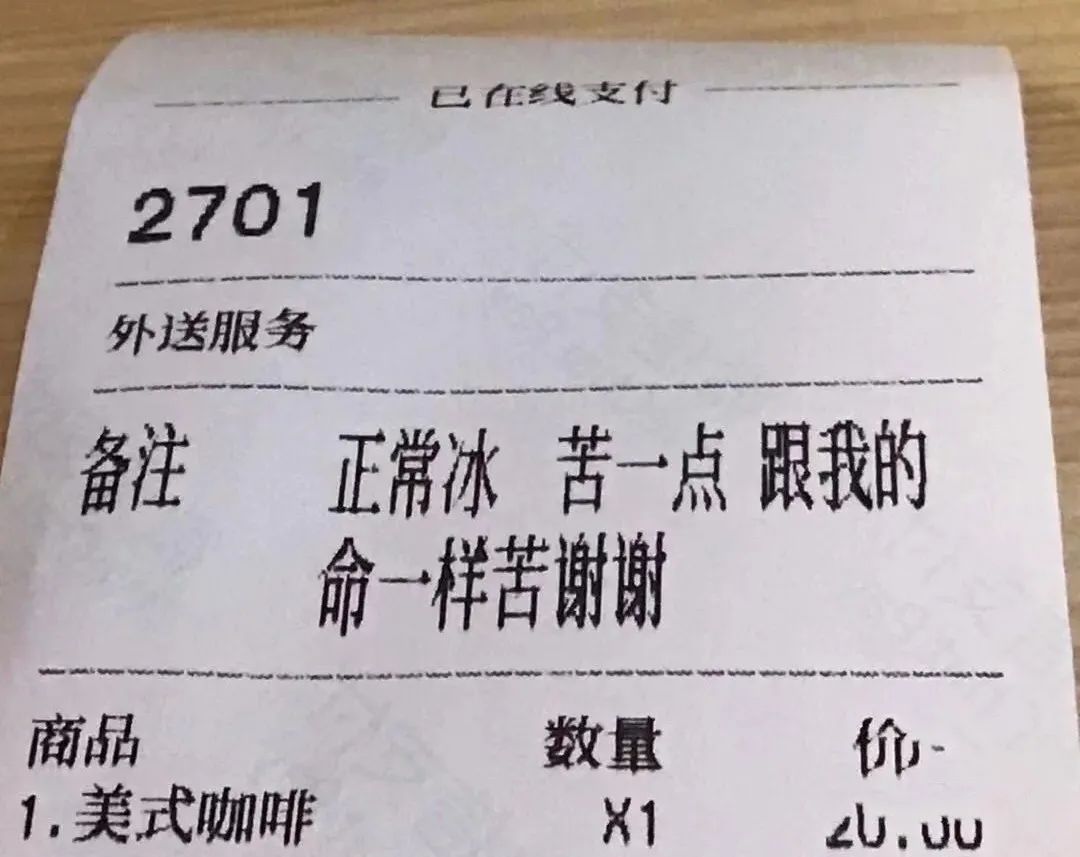 已在线支付
2701
外送服务
备注 正常冰 苦一点 跟我的
命一样苦谢谢
商品 数量 价
1.美式咖啡 X1